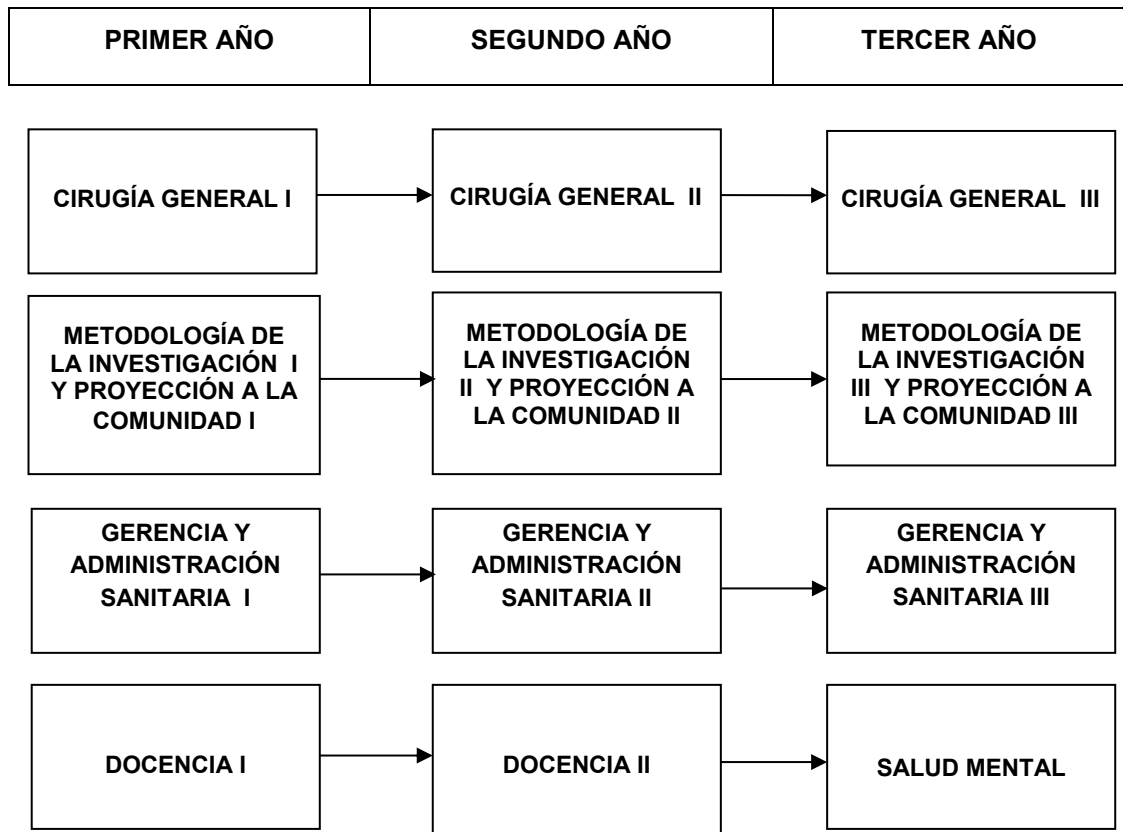 PRIMER AÑO
SEGUNDO AÑO
TERCER AÑO
CIRUGÍA GENERAL I
CIRUGÍA GENERAL II
CIRUGÍA GENERAL III
METODOLOGÍA DE
LA INVESTIGACIÓN I
Y PROYECCIÓN A LA
COMUNIDAD I
METODOLOGÍA DE
LA INVESTIGACIÓN
II Y PROYECCIÓN A
LA COMUNIDAD II
METODOLOGÍA DE
LA INVESTIGACIÓN
III Y PROYECCIÓN A
LA COMUNIDAD III
GERENCIA Y
ADMINISTRACIÓN
SANITARIA I
GERENCIA Y
ADMINISTRACIÓN
SANITARIA II
GERENCIA Y
ADMINISTRACIÓN
SANITARIA III
DOCENCIA I
DOCENCIA II
SALUD MENTAL